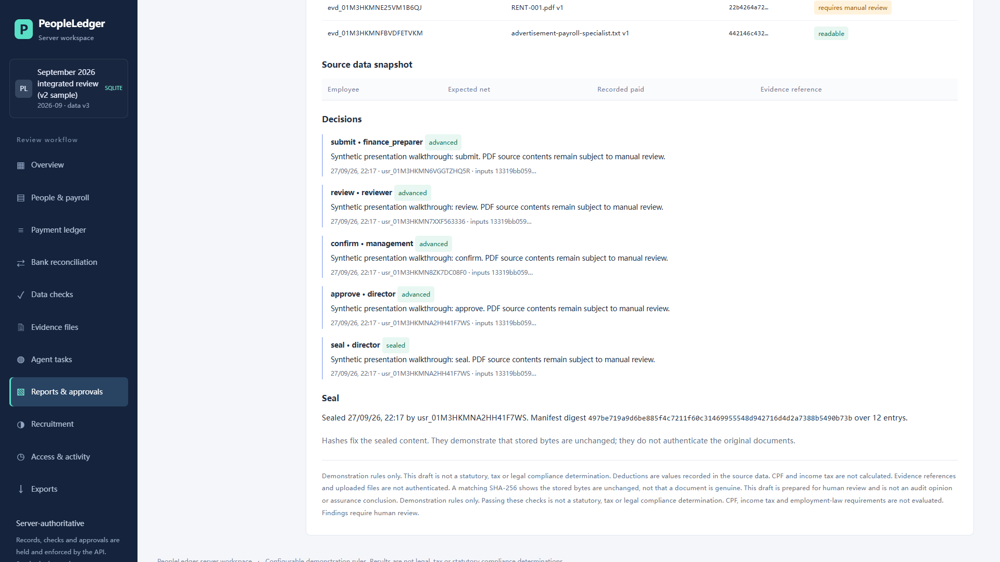 P
PeopleLedger
Server workspace
PL
September 2026
integrated review
(v2 sample)
SQLITE
2026-09 · data v3
Review workflow
Overview
People & payroll
Payment ledger
Bank reconciliation
Data checks
Evidence files
Agent tasks
Reports & approvals
Recruitment
Access & activity
Exports
Server-authoritative
Records, checks and approvals are
held and enforced by the API.
evd_01M3HKMNE25VM1B6QJ RENT-001.pdf v1 22b4264a72… requires manual review
evd_01M3HKMNFBVDFETVKM advertisement-payroll-specialist.txt v1 442146c432… readable
Source data snapshot
Employee Expected net Recorded paid Evidence reference
Decisions
submit • finance_preparer advanced
Synthetic presentation walkthrough: submit. PDF source contents remain subject to manual review.
27/09/26, 22:17 · usr_01M3HKMN6VGGTZHQ5R · inputs 13319bb059…
review • reviewer advanced
Synthetic presentation walkthrough: review. PDF source contents remain subject to manual review.
27/09/26, 22:17 · usr_01M3HKMN7XXF563336 · inputs 13319bb059…
confirm • management advanced
Synthetic presentation walkthrough: confirm. PDF source contents remain subject to manual review.
27/09/26, 22:17 · usr_01M3HKMN8ZK7DC08F0 · inputs 13319bb059…
approve • director advanced
Synthetic presentation walkthrough: approve. PDF source contents remain subject to manual review.
27/09/26, 22:17 · usr_01M3HKMNA2HH41F7WS · inputs 13319bb059…
seal • director sealed
Synthetic presentation walkthrough: seal. PDF source contents remain subject to manual review.
27/09/26, 22:17 · usr_01M3HKMNA2HH41F7WS · inputs 13319bb059…
Seal
Sealed 27/09/26, 22:17 by usr_01M3HKMNA2HH41F7WS. Manifest digest 497be719a9d6be885f4c7211f60c31469955548d942716d4d2a7388b5490b73b over 12 entrys.
Hashes fix the sealed content. They demonstrate that stored bytes are unchanged; they do not authenticate the original documents.
Demonstration rules only. This draft is not a statutory, tax or legal compliance determination. Deductions are values recorded in the source data. CPF and income tax are not calculated. Evidence references
and uploaded files are not authenticated. A matching SHA-256 shows the stored bytes are unchanged, not that a document is genuine. This draft is prepared for human review and is not an audit opinion
or assurance conclusion. Demonstration rules only. Passing these checks is not a statutory, tax or legal compliance determination. CPF, income tax and employment-law requirements are not evaluated.
Findings require human review.
PeopleLedger server workspace · Configurable demonstration rules. Results are not legal, tax or statutory compliance determinations.